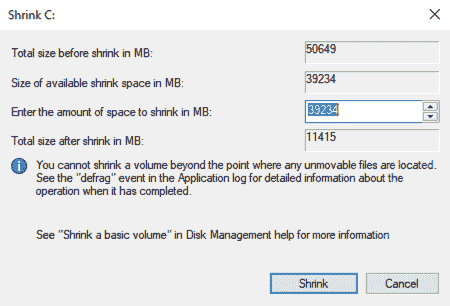 Shrink C:
Total size before shrink in MB: 50649
Size of available shrink space in MB: 39234
Enter the amount of space to shrink in MB: 39234
Total size after shrink in MB: 11415
You cannot shrink a volume beyond the point where any unmovable files are located.
See the "defrag" event in the Application log for detailed information about the
operation when it has completed.
See "Shrink a basic volume" in Disk Management help for more information
Shrink Cancel